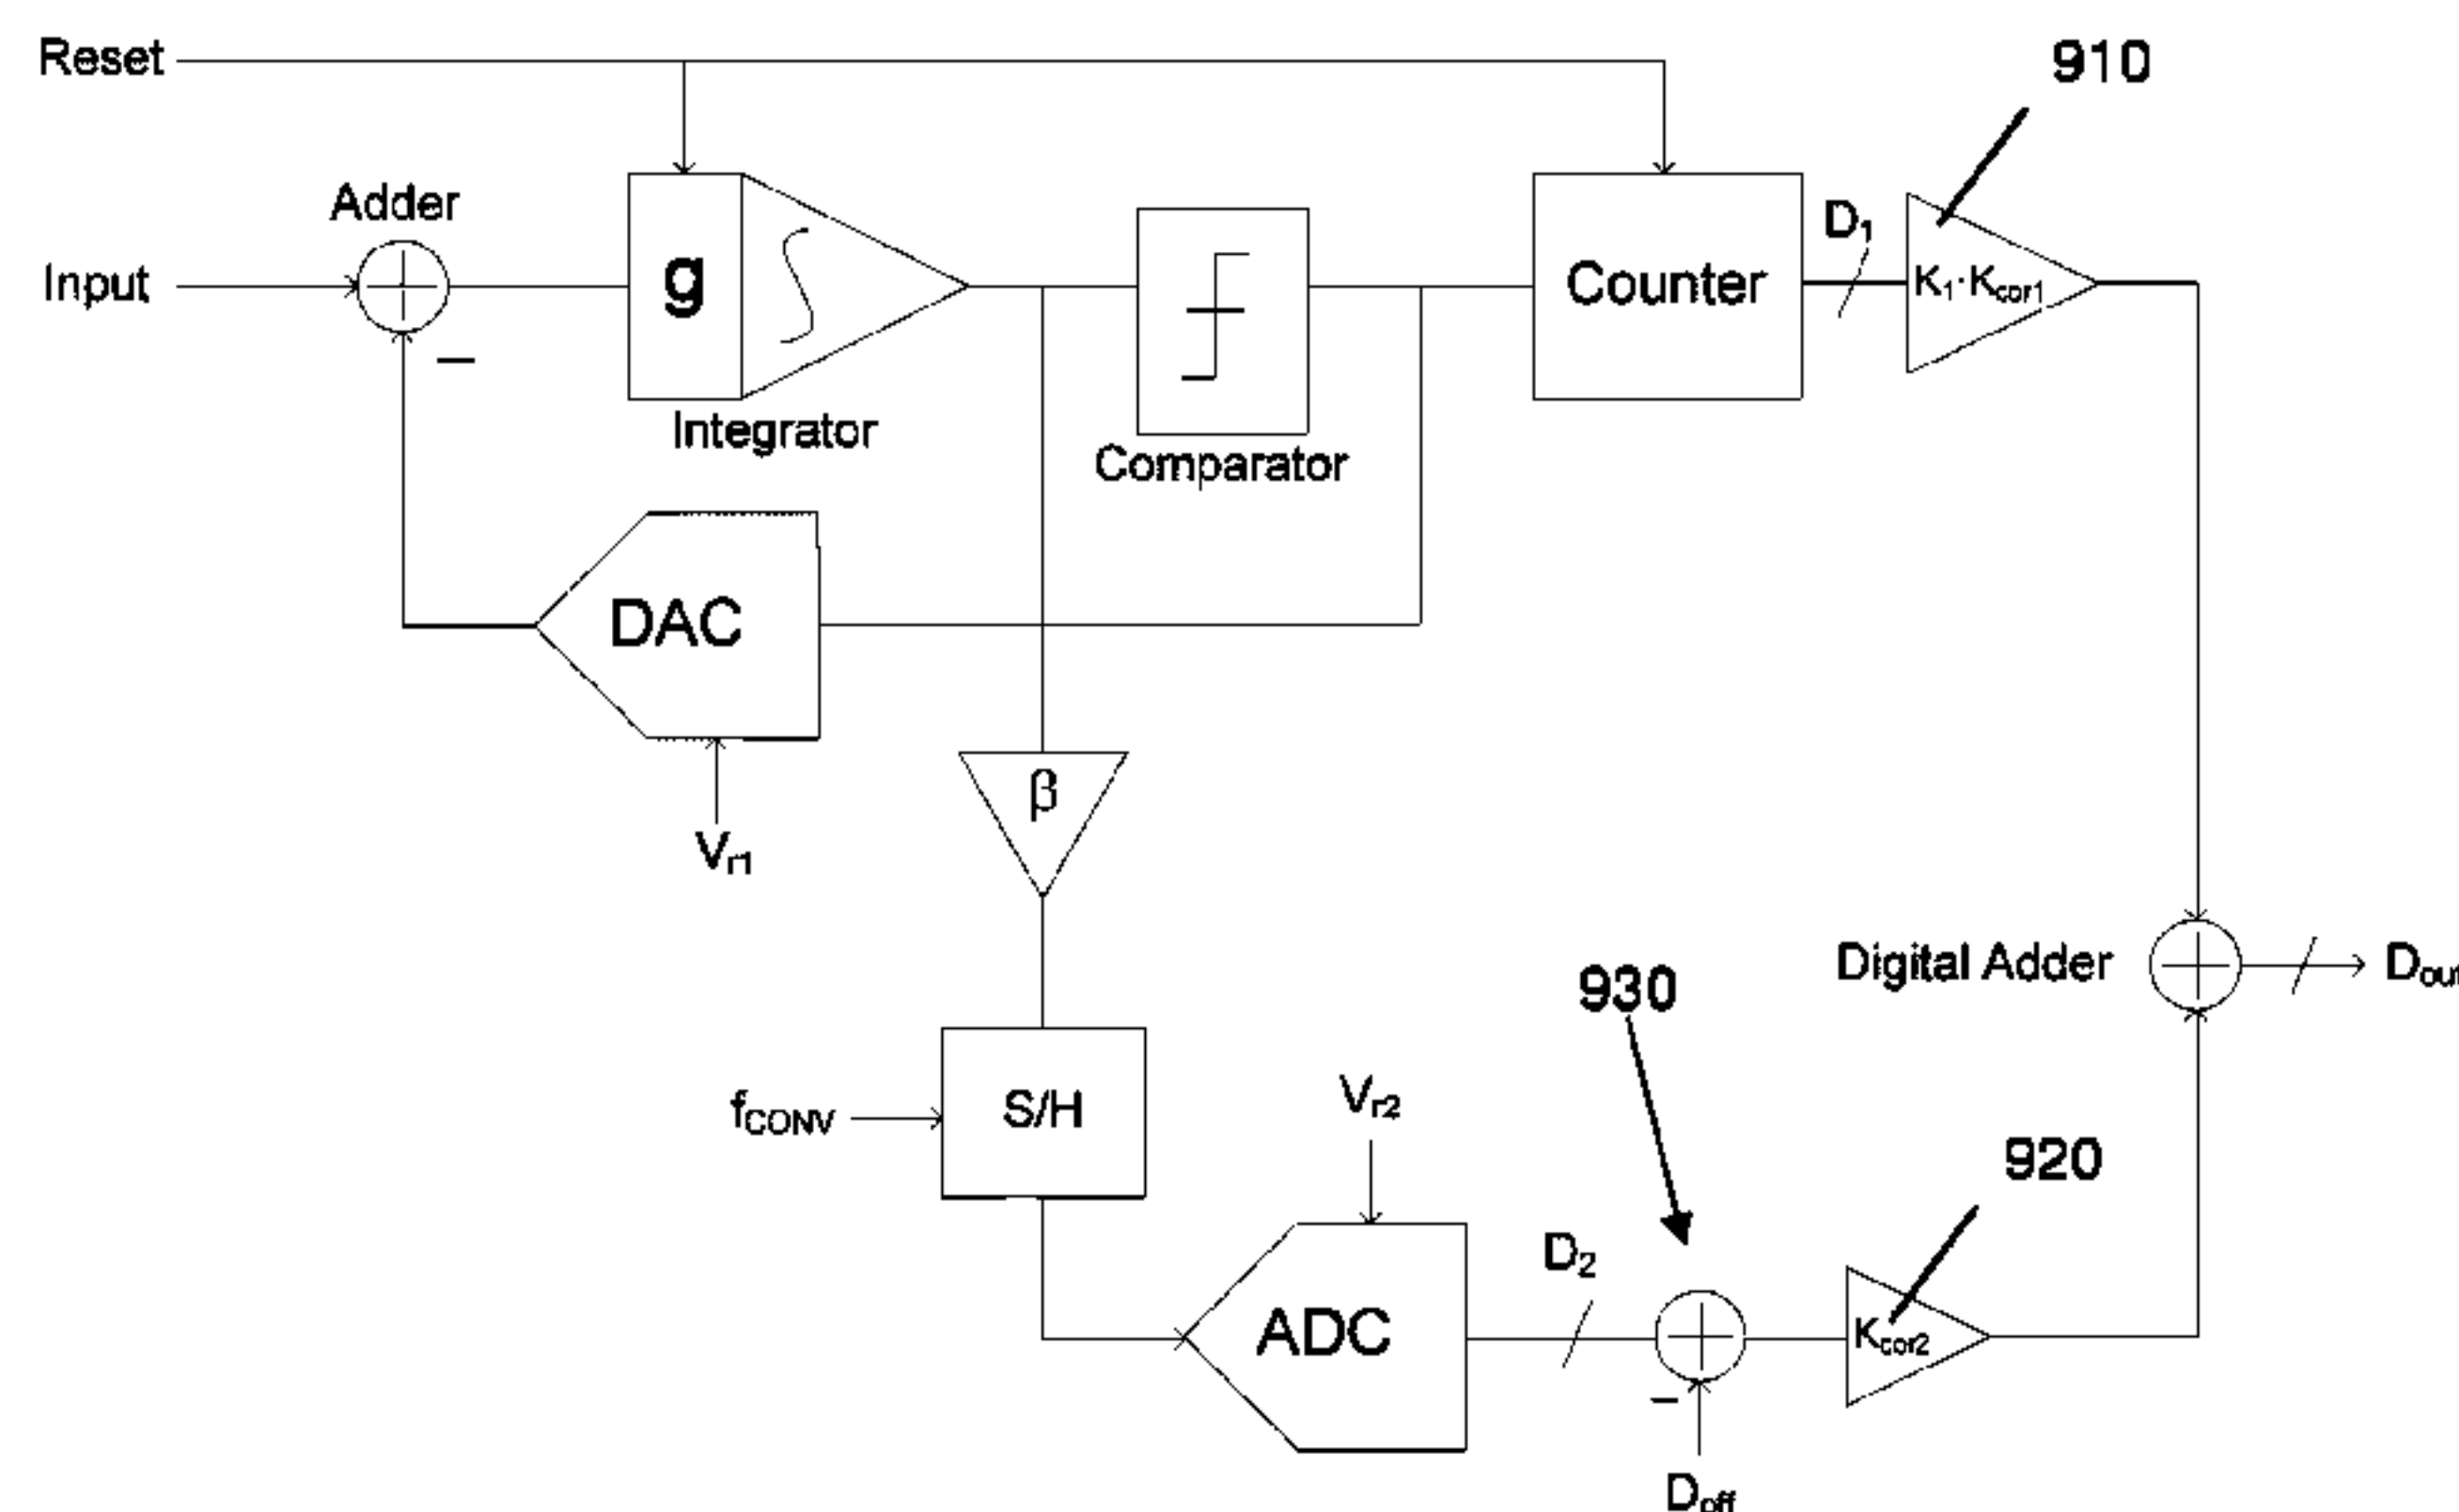 Reset
910
Adder
Input
g
Integrator
Comparator
Counter
D₁
K₁·Kcor1
DAC
Vr1
β
Digital Adder
Dout
930
fCONV
S/H
Vr2
920
D₂
ADC
Kcor2
Doff